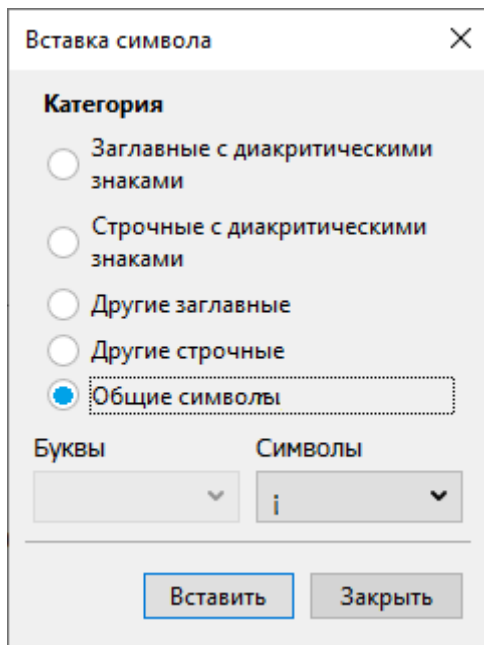 Вставка символа
Категория
Заглавные с диакритическими
знаками
Строчные с диакритическими
знаками
Другие заглавные
Другие строчные
Общие символы
Буквы Символы
¡
Вставить Закрыть